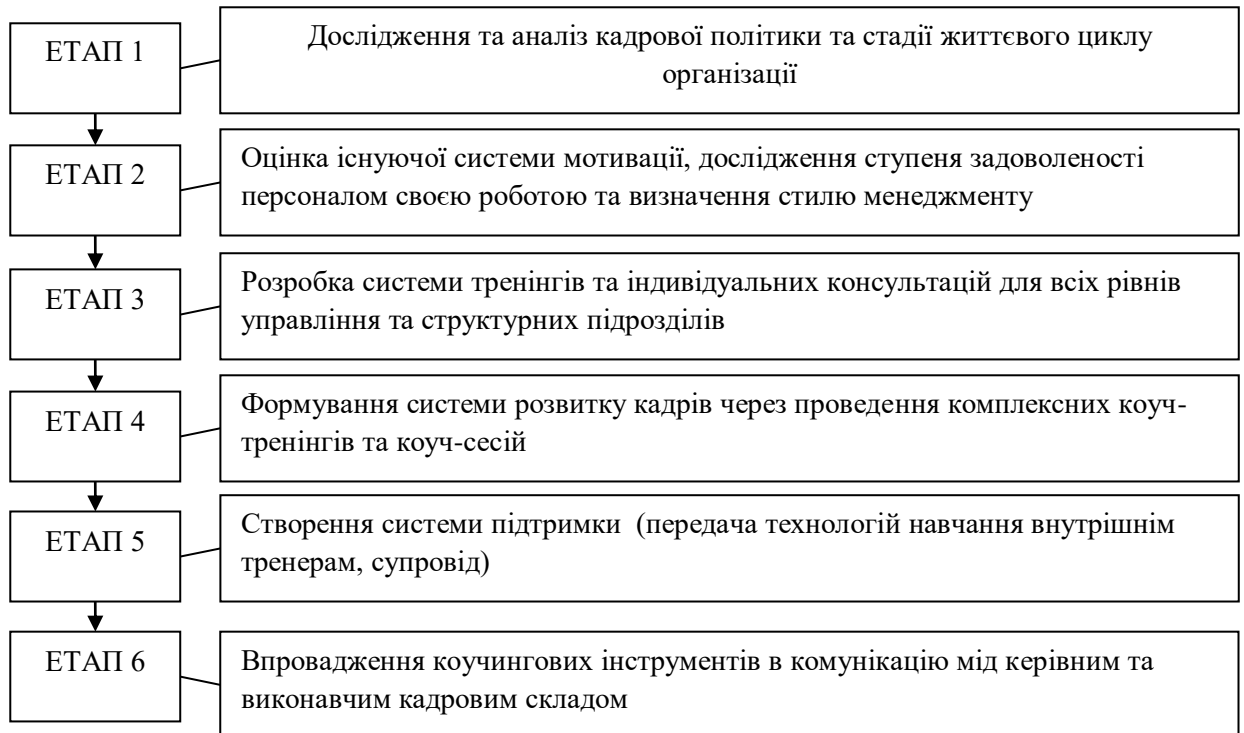 ЕТАП 1
Дослідження та аналіз кадрової політики та стадії життєвого циклу
організації
ЕТАП 2
Оцінка існуючої системи мотивації, дослідження ступеня задоволеності
персоналом своєю роботою та визначення стилю менеджменту
ЕТАП 3
Розробка системи тренінгів та індивідуальних консультацій для всіх рівнів
управління та структурних підрозділів
ЕТАП 4
Формування системи розвитку кадрів через проведення комплексних коуч-
тренінгів та коуч-сесій
ЕТАП 5
Створення системи підтримки (передача технологій навчання внутрішнім
тренерам, супровід)
ЕТАП 6
Впровадження коучингових інструментів в комунікацію мід керівним та
виконавчим кадровим складом